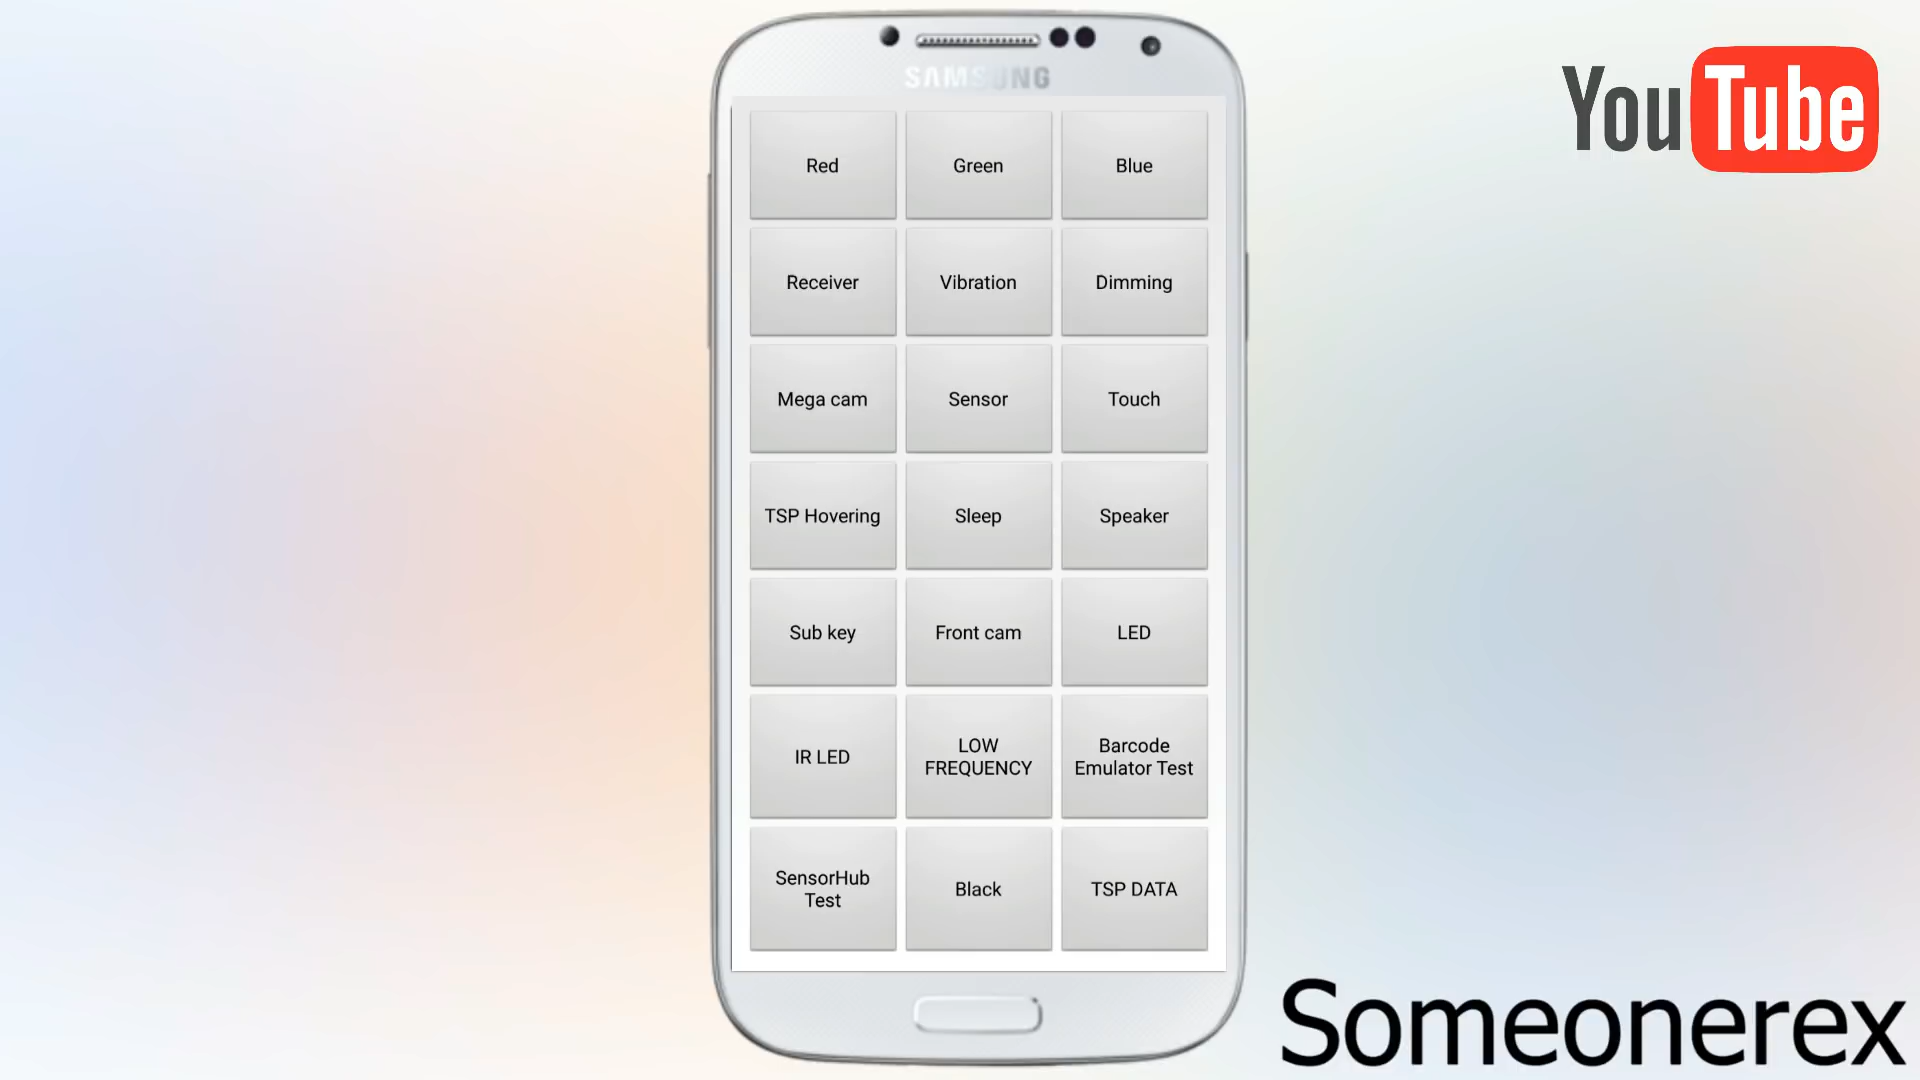 YouTube
SAMSUNG
Red Green Blue
Receiver Vibration Dimming
Mega cam Sensor Touch
TSP Hovering Sleep Speaker
Sub key Front cam LED
IR LED
LOW
FREQUENCY
Barcode
Emulator Test
SensorHub
Test
Black
TSP DATA
Someonerex